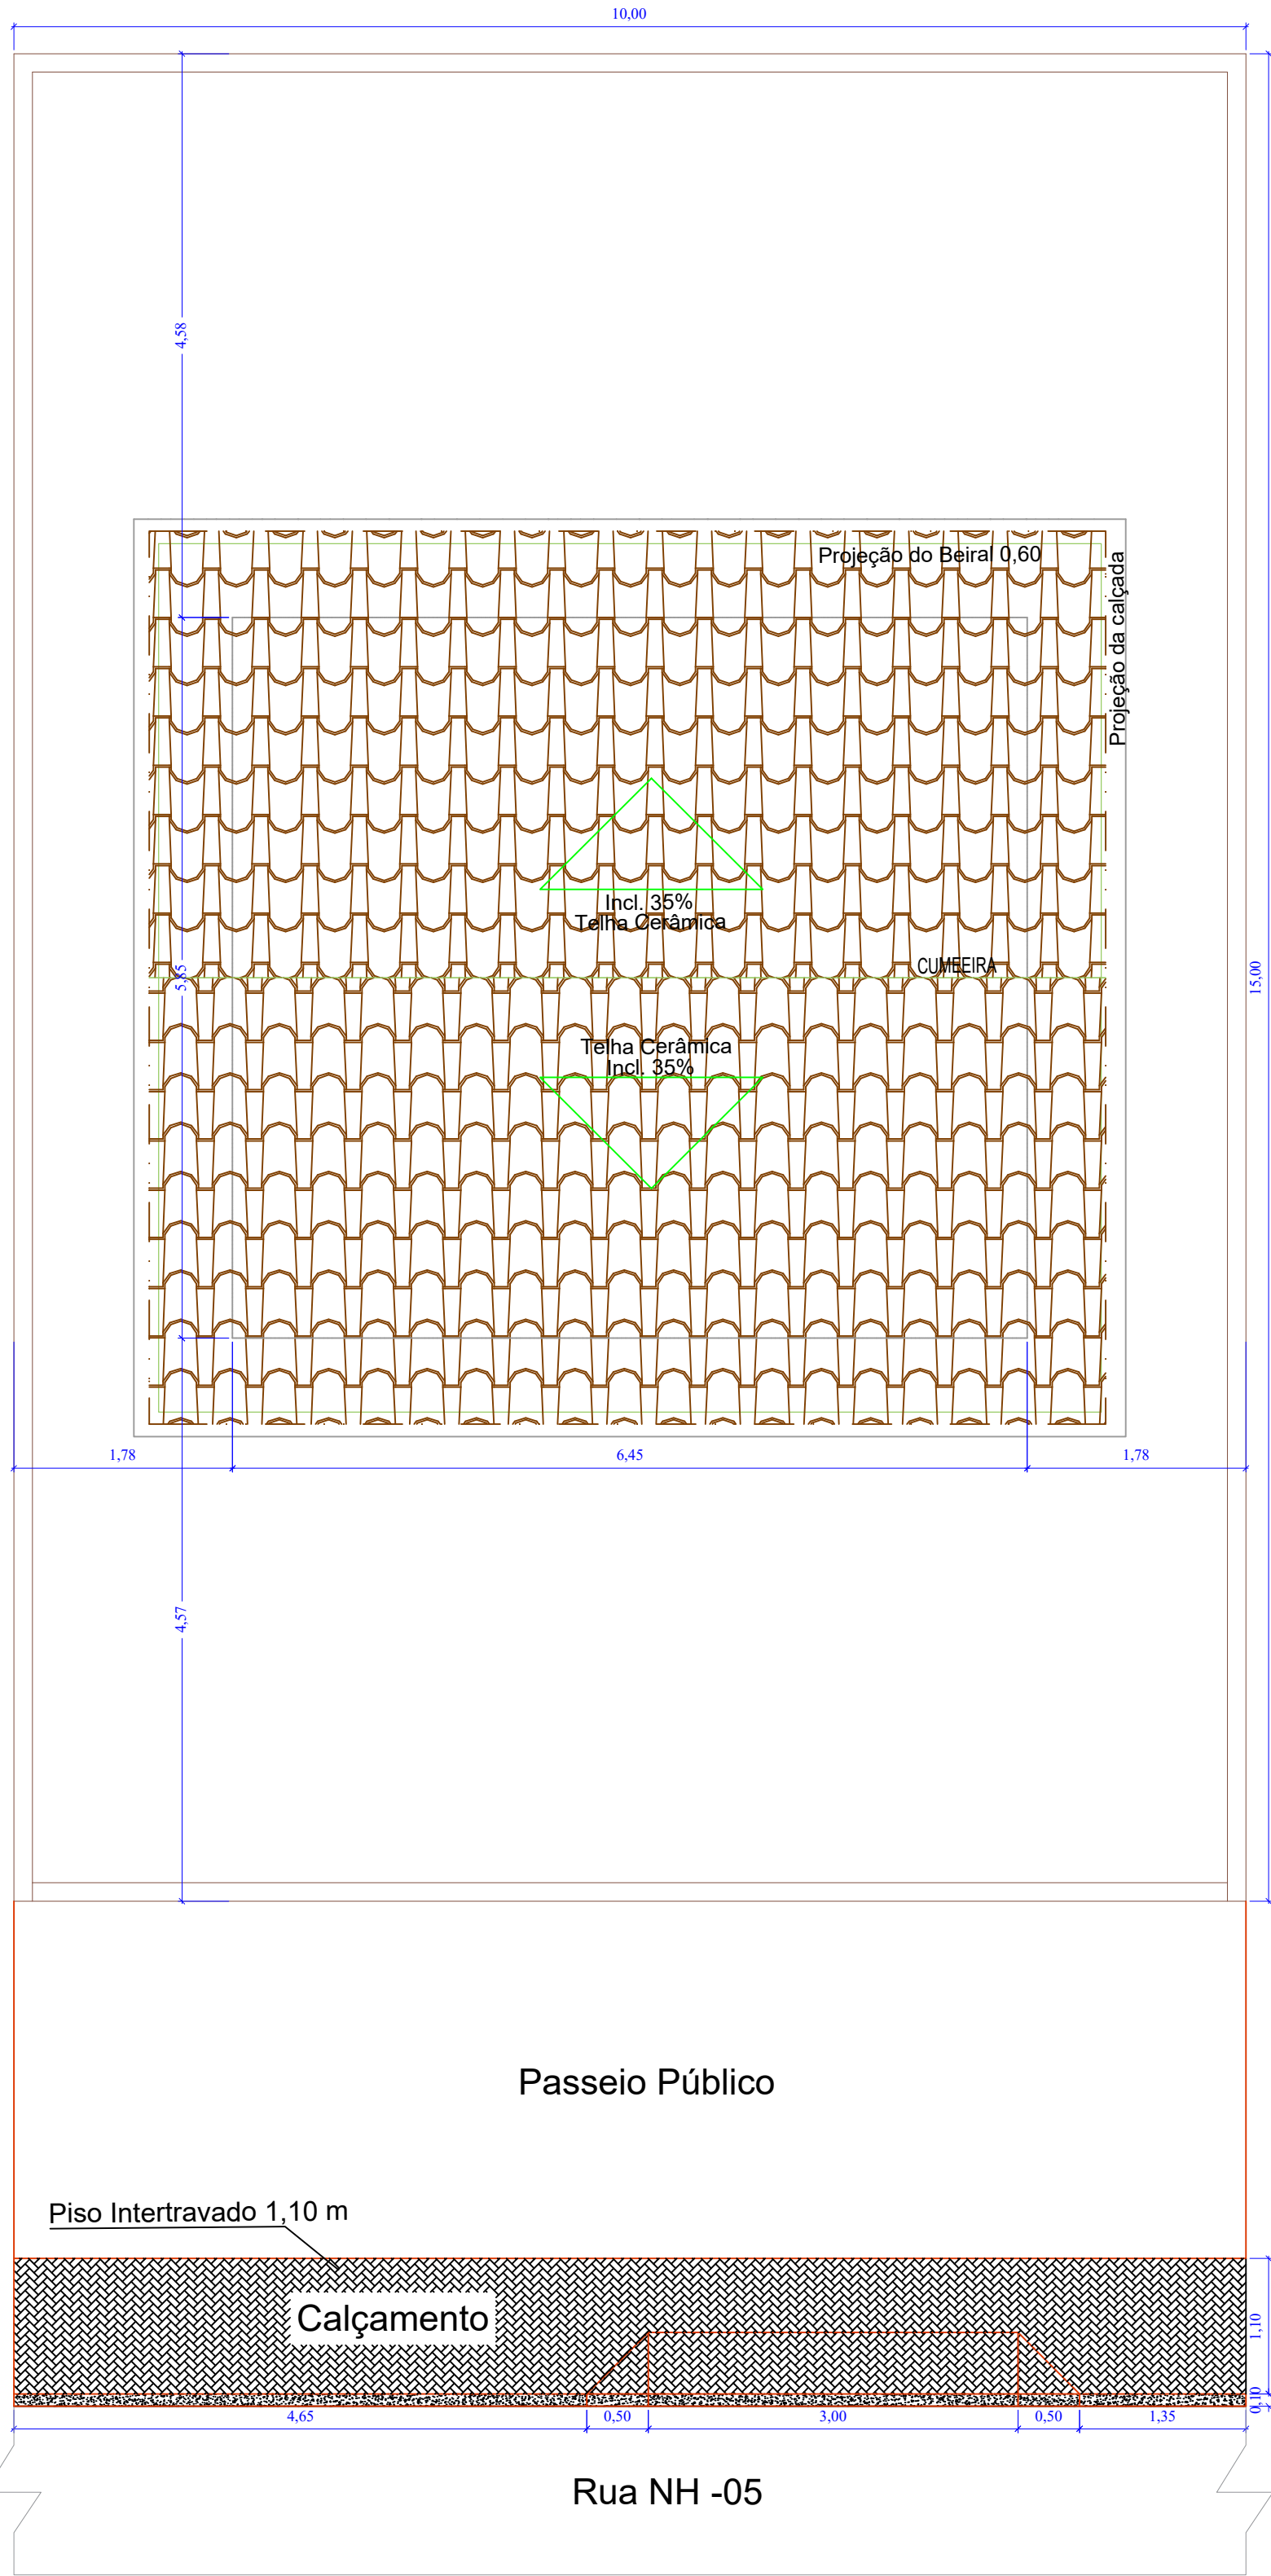 10,00
4,58
Projeção do Beiral 0,60
Projeção da calçada
Incl. 35%
Telha Cerâmica
CUMEEIRA
5,85
15,00
Telha Cerâmica
Incl. 35%
1,78
6,45
1,78
4,57
Passeio Público
Piso Intertravado 1,10 m
Calçamento
1,10
0,10
4,65
0,50
3,00
0,50
1,35
Rua NH -05